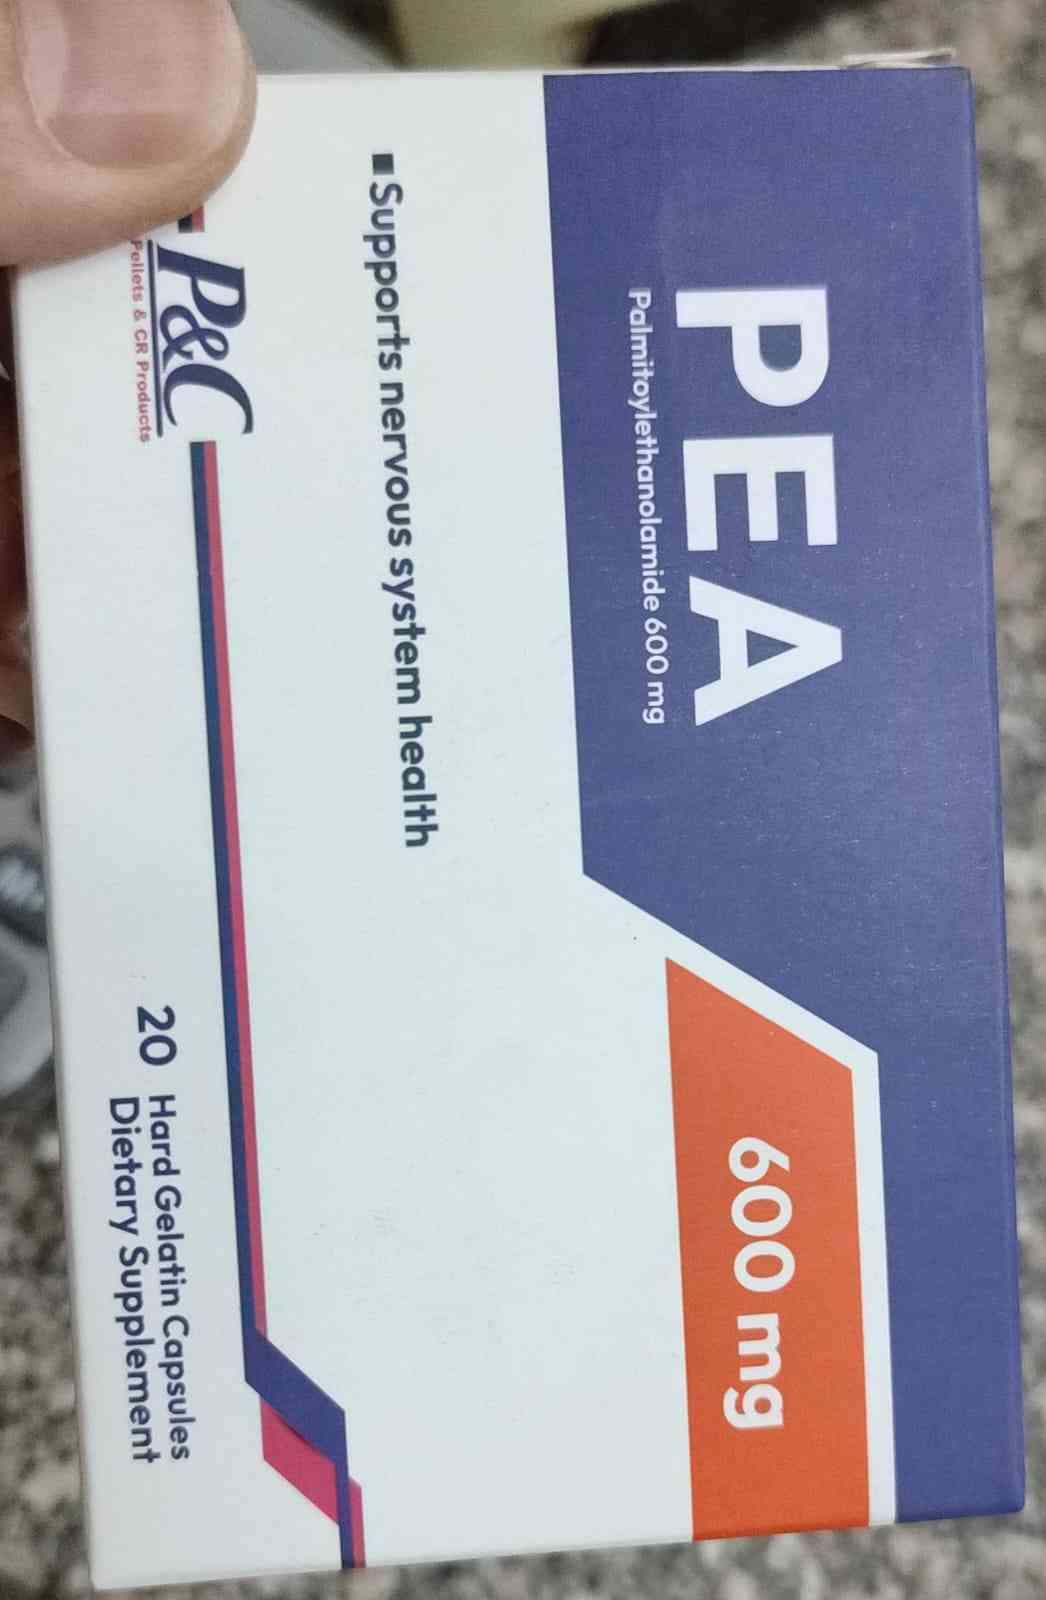 PEA
Palmitoylethanolamide 600 mg
600 mg
Supports nervous system health
P&C
Pellets & CR Products
20 Hard Gelatin Capsules
Dietary Supplement